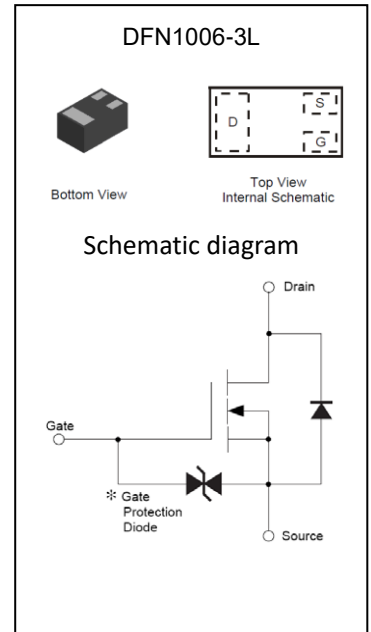 DFN1006-3L
D
S
G
Bottom View
Top View
Internal Schematic
Schematic diagram
Drain
Gate
* Gate
Protection
Diode
Source